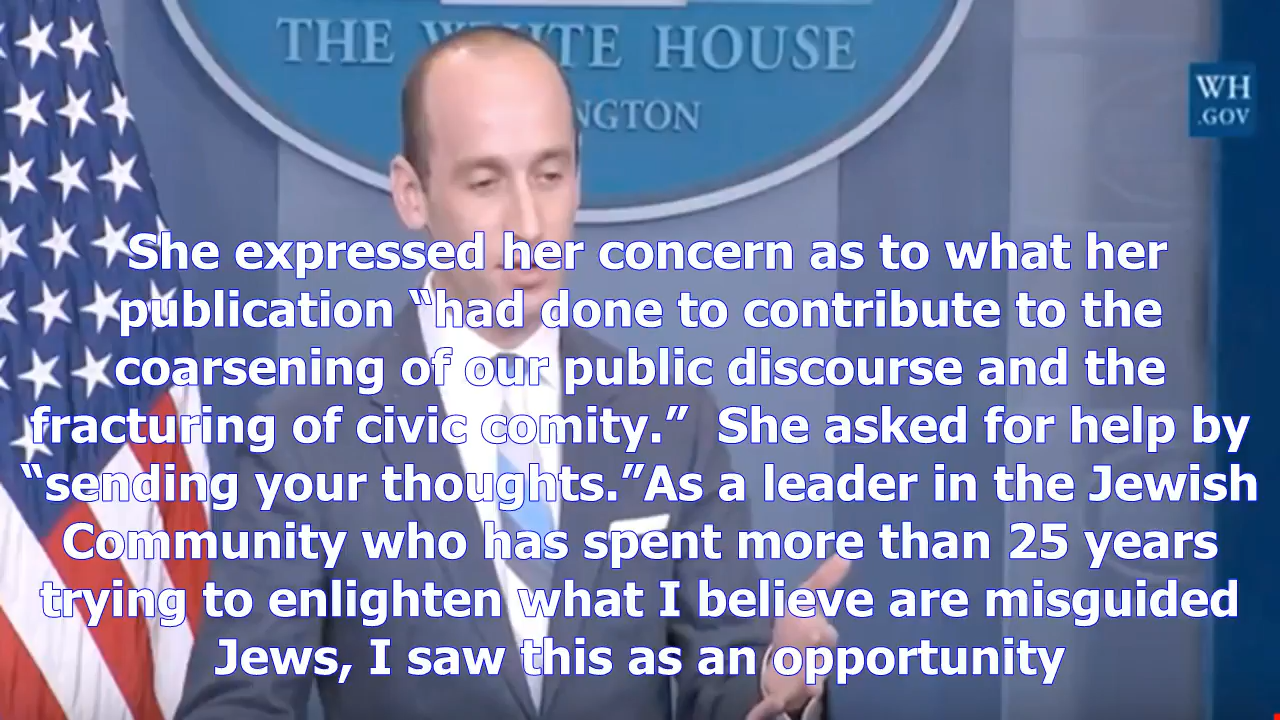 THE WHITE HOUSE
NGTON
WH
.GOV
She expressed her concern as to what her
publication “had done to contribute to the
coarsening of our public discourse and the
fracturing of civic comity.”  She asked for help by
“sending your thoughts.”As a leader in the Jewish
Community who has spent more than 25 years
trying to enlighten what I believe are misguided
Jews, I saw this as an opportunity